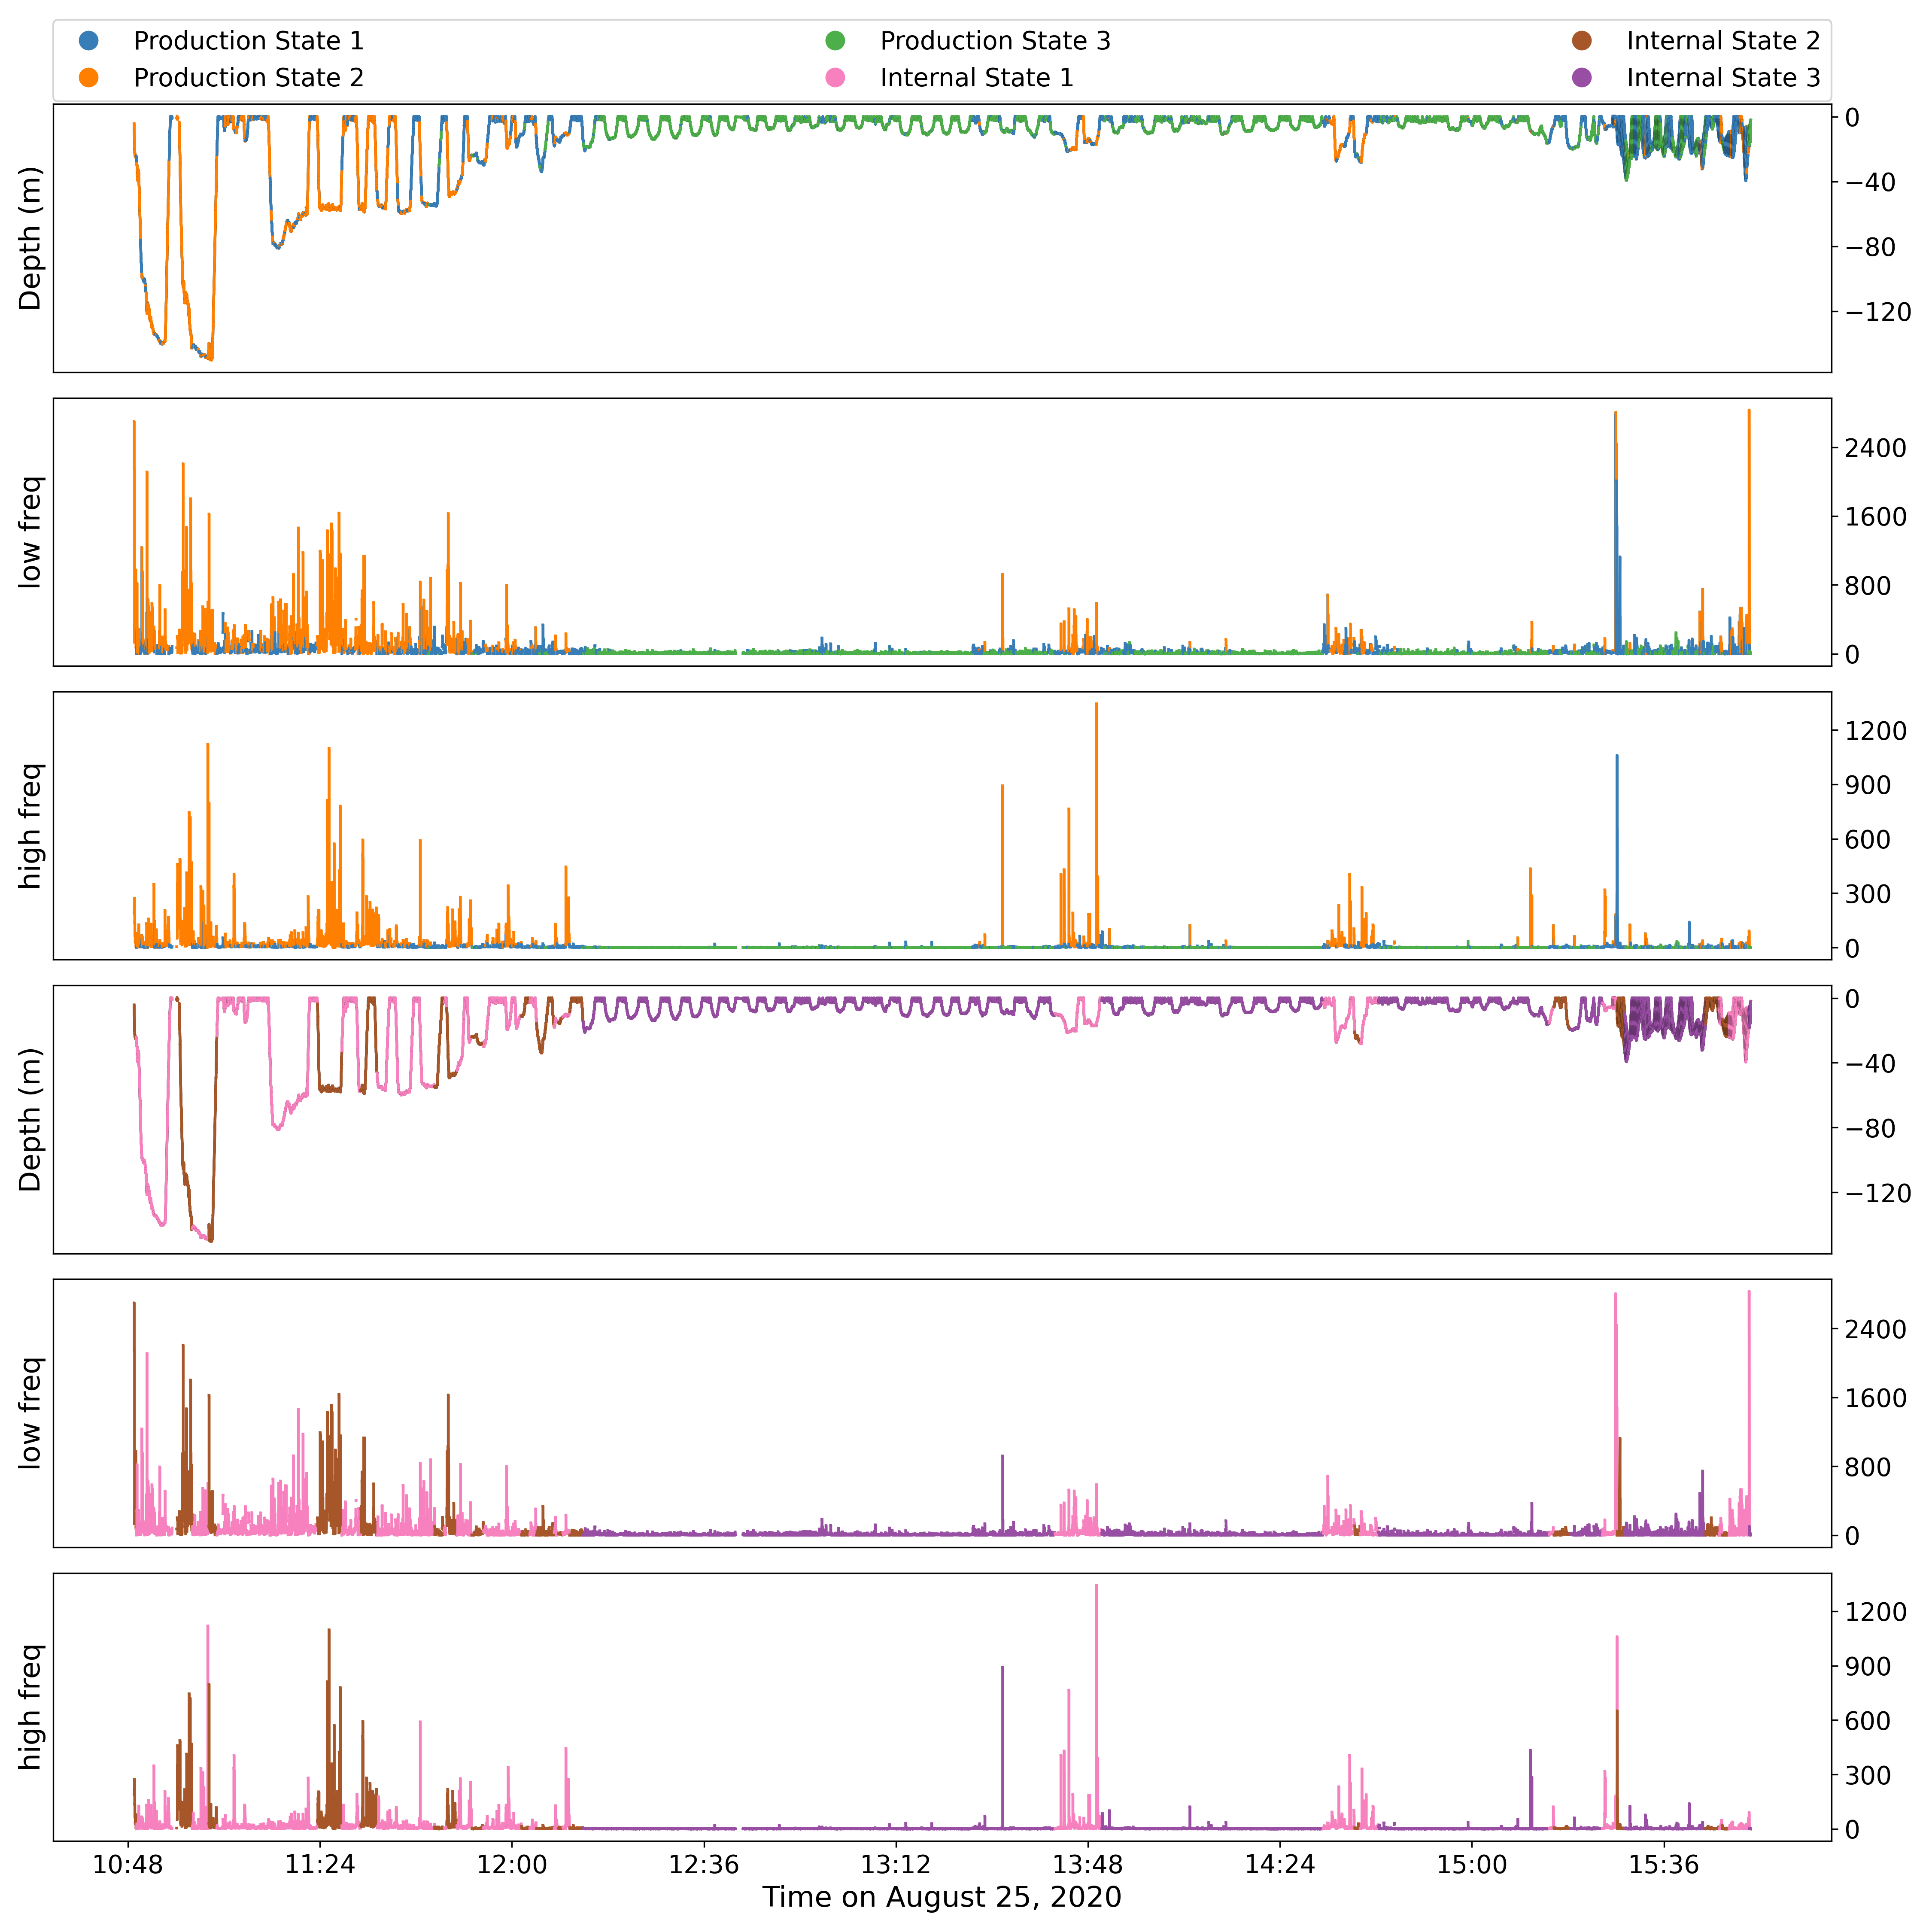 Production State 1 Production State 3 Internal State 2
Production State 2 Internal State 1 Internal State 3
Depth (m)
0
−40
−80
−120
low freq
2400
1600
800
0
high freq
1200
900
600
300
0
Depth (m)
0
−40
−80
−120
low freq
2400
1600
800
0
high freq
1200
900
600
300
0
10:48 11:24 12:00 12:36 13:12 13:48 14:24 15:00 15:36
Time on August 25, 2020